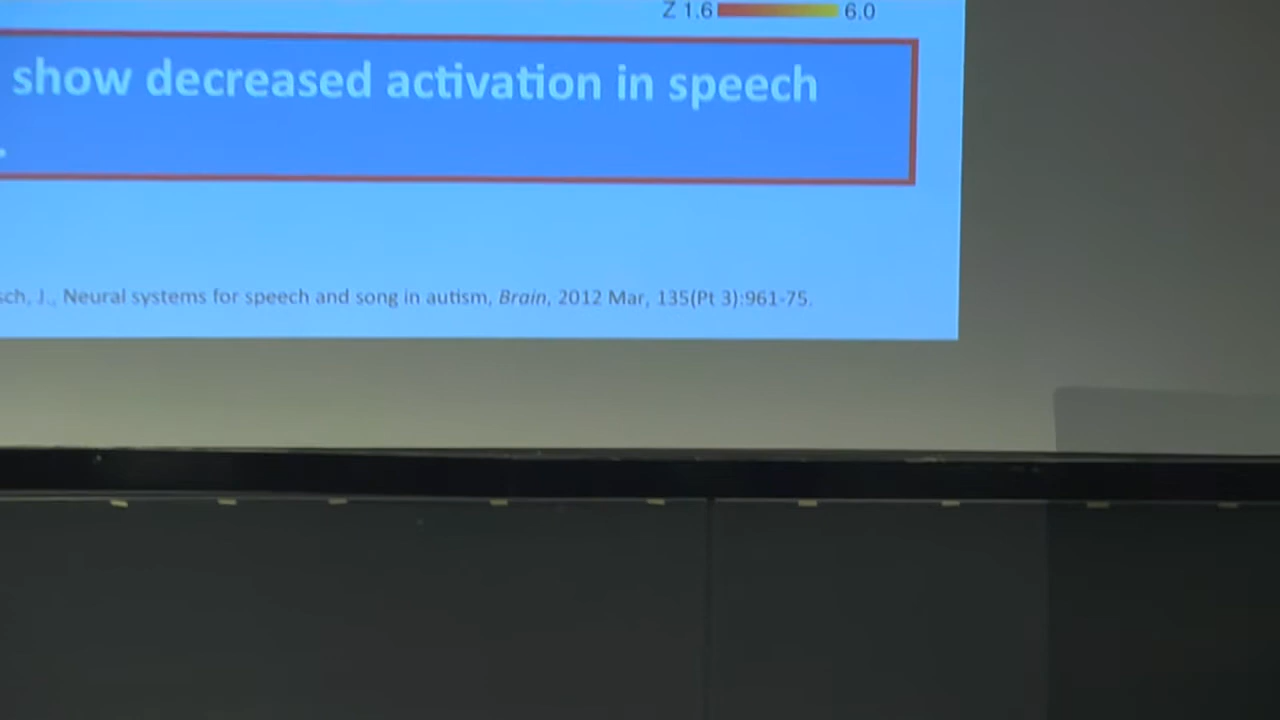 Z 1.6 6.0
show decreased activation in speech
.
sch, J., Neural systems for speech and song in autism, Brain, 2012 Mar, 135(Pt 3):961-75.